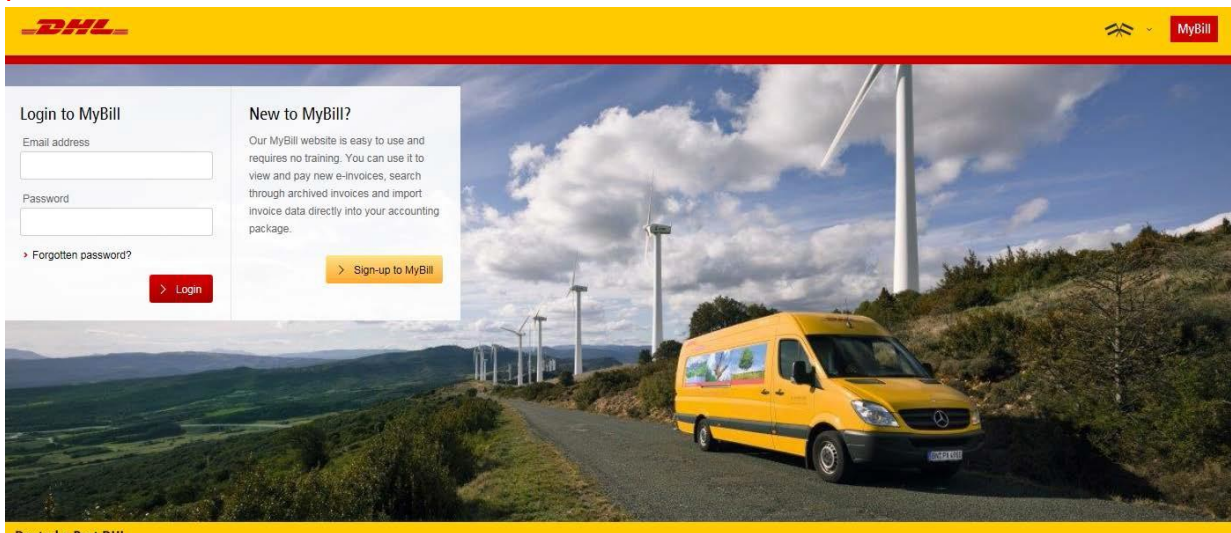 DHL
MyBill
Login to MyBill
Email address
Password
Forgotten password?
Login
New to MyBill?
Our MyBill website is easy to use and
requires no training. You can use it to
view and pay new e-invoices, search
through archived invoices and import
invoice data directly into your accounting
package.
Sign-up to MyBill
DHL